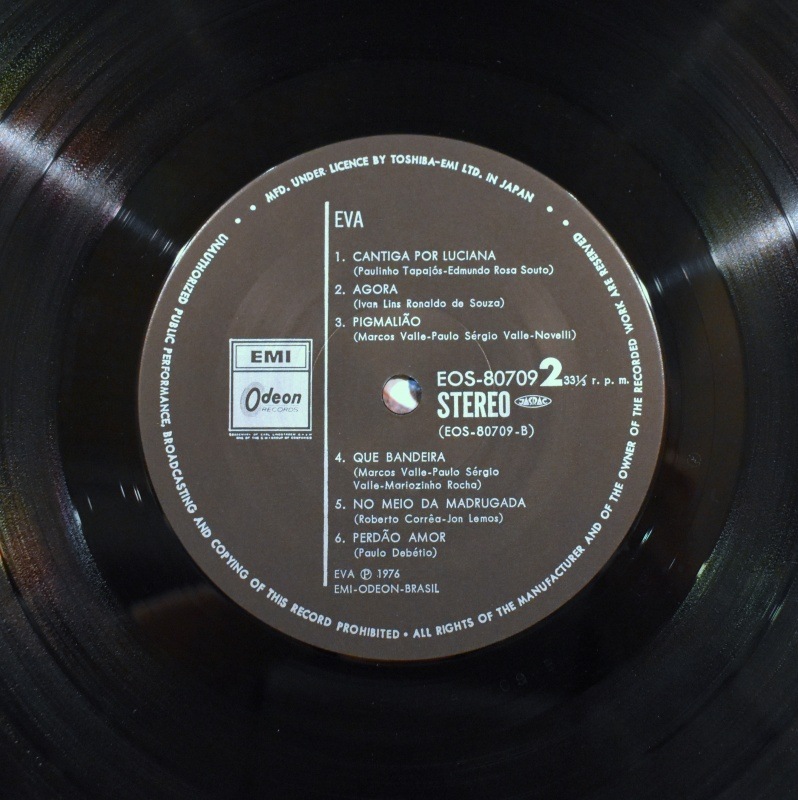 MFD. UNDER LICENCE BY TOSHIBA-EMI LTD. IN JAPAN
EVA
1. CANTIGA POR LUCIANA
(Paulinho Tapajós-Edmundo Rosa Souto)
2. AGORA
(Ivan Lins Ronaldo de Souza)
3. PIGMALIÃO
(Marcos Valle-Paulo Sérgio Valle-Novelli)
EMI
Odeon
RECORDS
EOS-80709 2 33⅓ r. p. m.
STEREO JASRAC
(EOS-80709-B)
4. QUE BANDEIRA
(Marcos Valle-Paulo Sérgio
Valle-Mariozinho Rocha)
5. NO MEIO DA MADRUGADA
(Roberto Corrêa-Jon Lemos)
6. PERDÃO AMOR
(Paulo Debétio)
EVA ℗ 1976
EMI-ODEON-BRASIL
UNAUTHORIZED PUBLIC PERFORMANCE, BROADCASTING AND COPYING OF THIS RECORD PROHIBITED • ALL RIGHTS OF THE MANUFACTURER AND OF THE OWNER OF THE RECORDED WORK ARE RESERVED